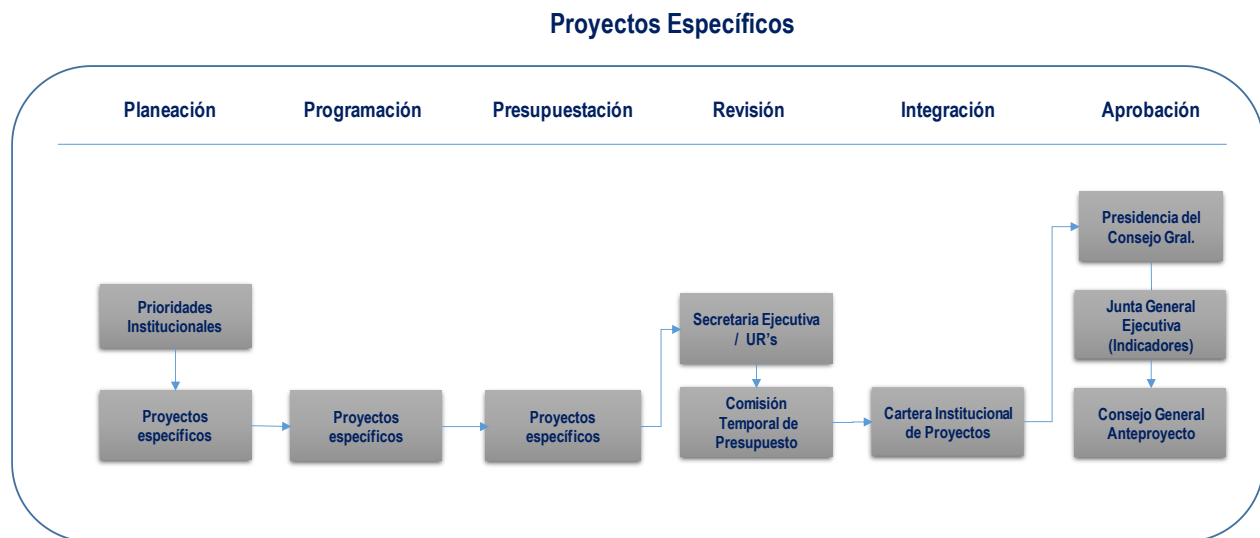 Proyectos Específicos
Planeación
Programación
Presupuestación
Revisión
Integración
Aprobación
Prioridades
Institucionales
Proyectos
específicos
Proyectos
específicos
Proyectos
específicos
Secretaria Ejecutiva
/ UR's
Comisión
Temporal de
Presupuesto
Cartera Institucional
de Proyectos
Presidencia del
Consejo Gral.
Junta General
Ejecutiva
(Indicadores)
Consejo General
Anteproyecto